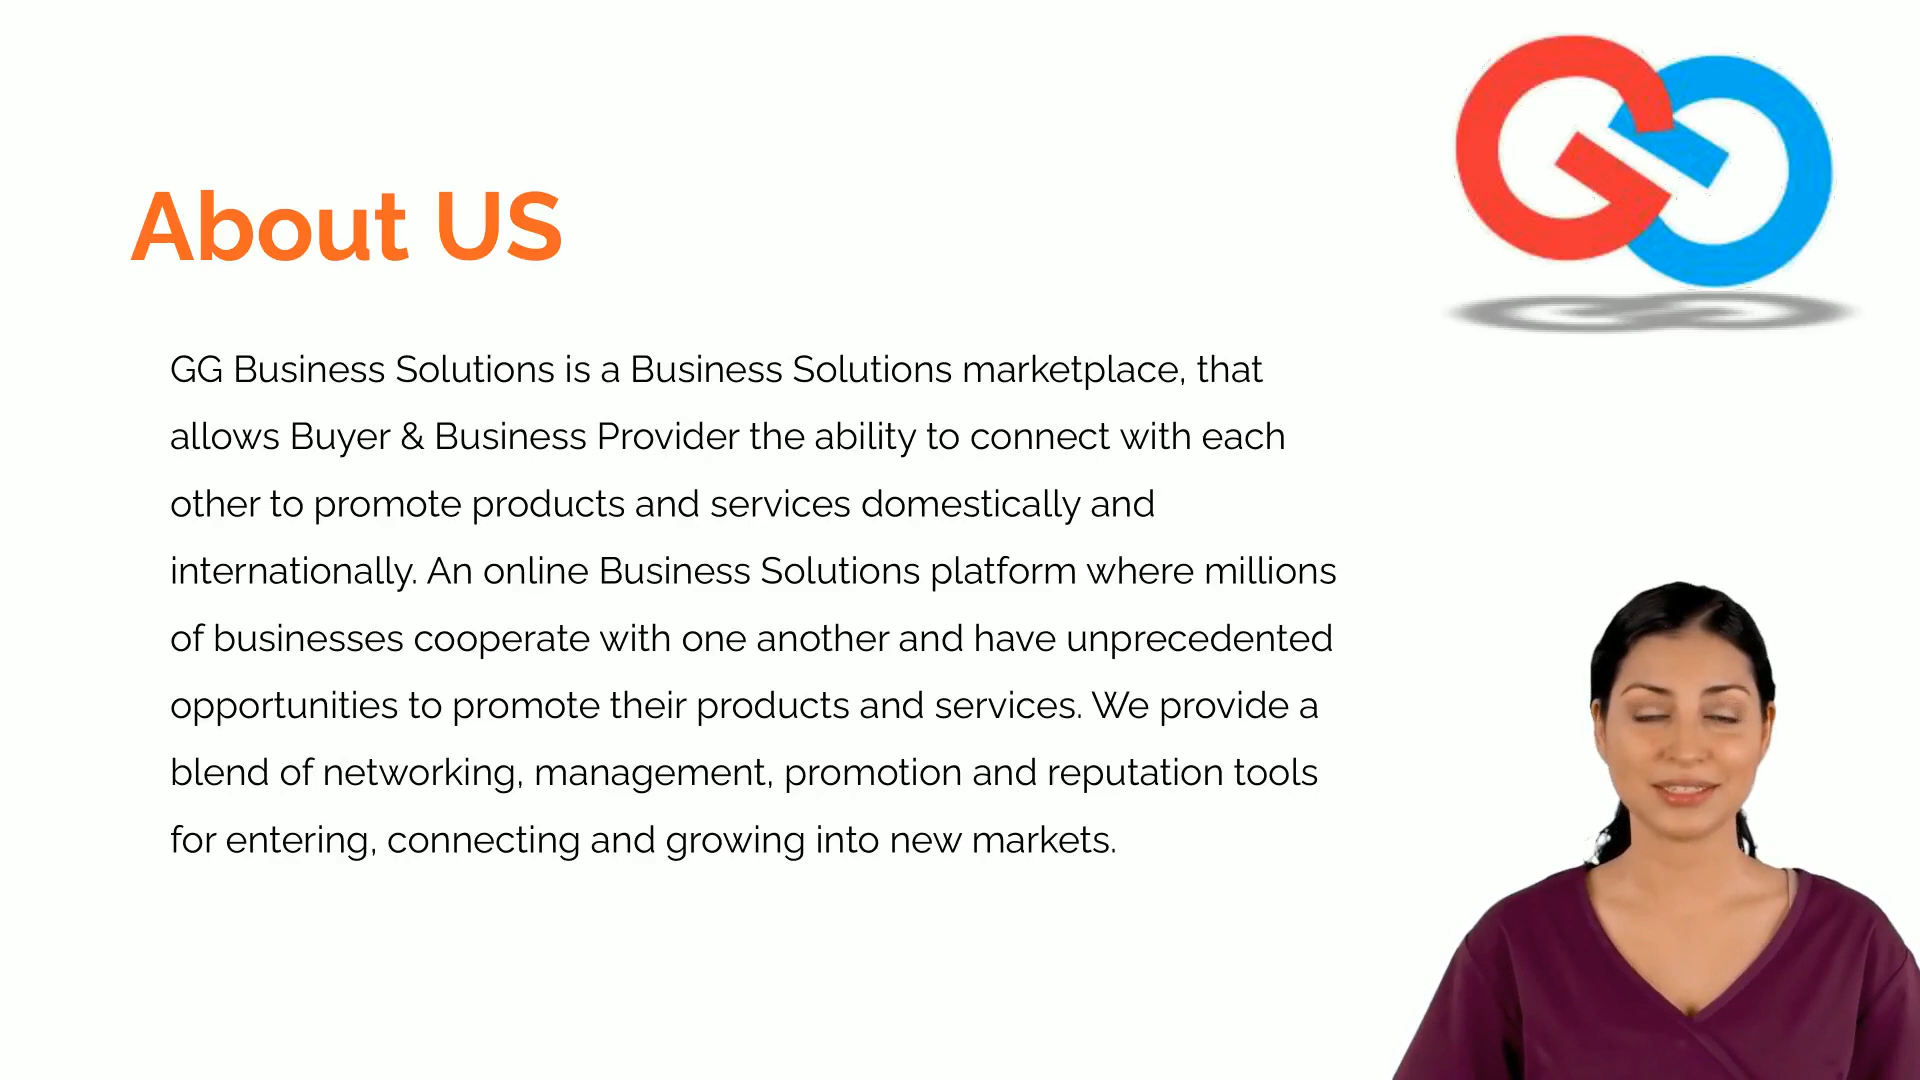 About US
GG Business Solutions is a Business Solutions marketplace, that
allows Buyer & Business Provider the ability to connect with each
other to promote products and services domestically and
internationally. An online Business Solutions platform where millions
of businesses cooperate with one another and have unprecedented
opportunities to promote their products and services. We provide a
blend of networking, management, promotion and reputation tools
for entering, connecting and growing into new markets.